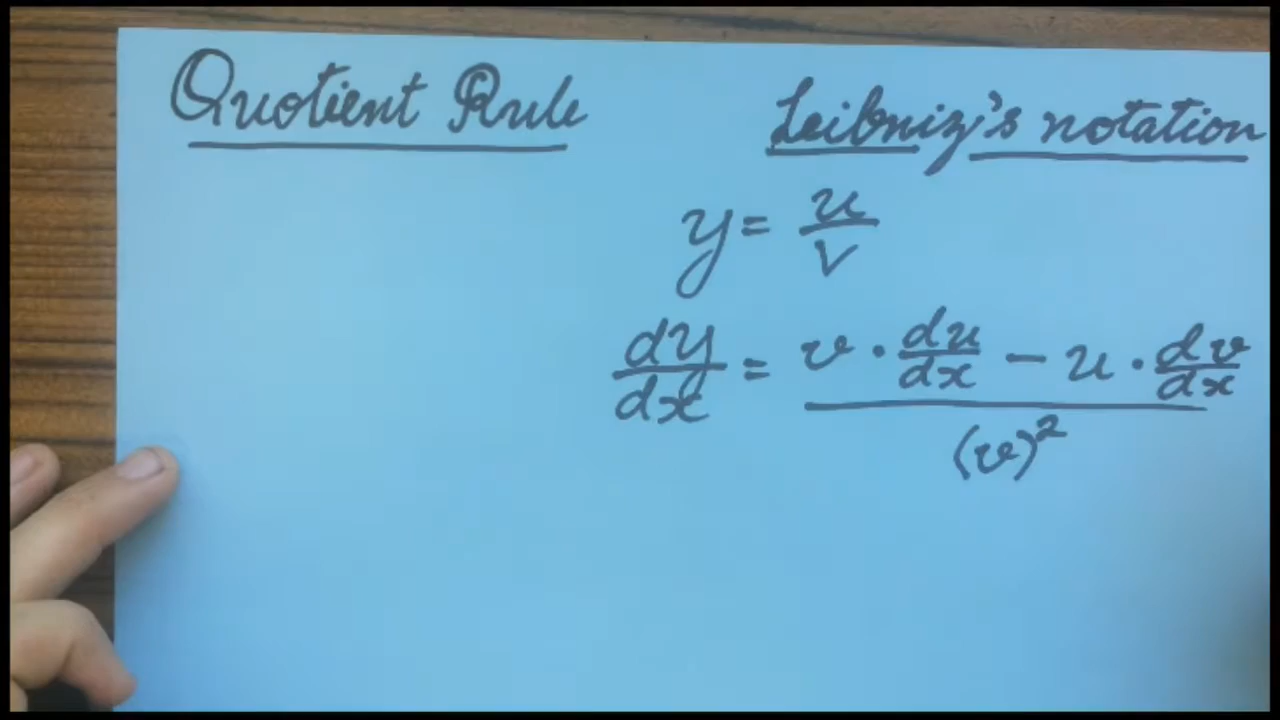 Quotient Rule
Leibniz's notation
y = u/v
dy/dx = (v · du/dx − u · dv/dx)/(v)²